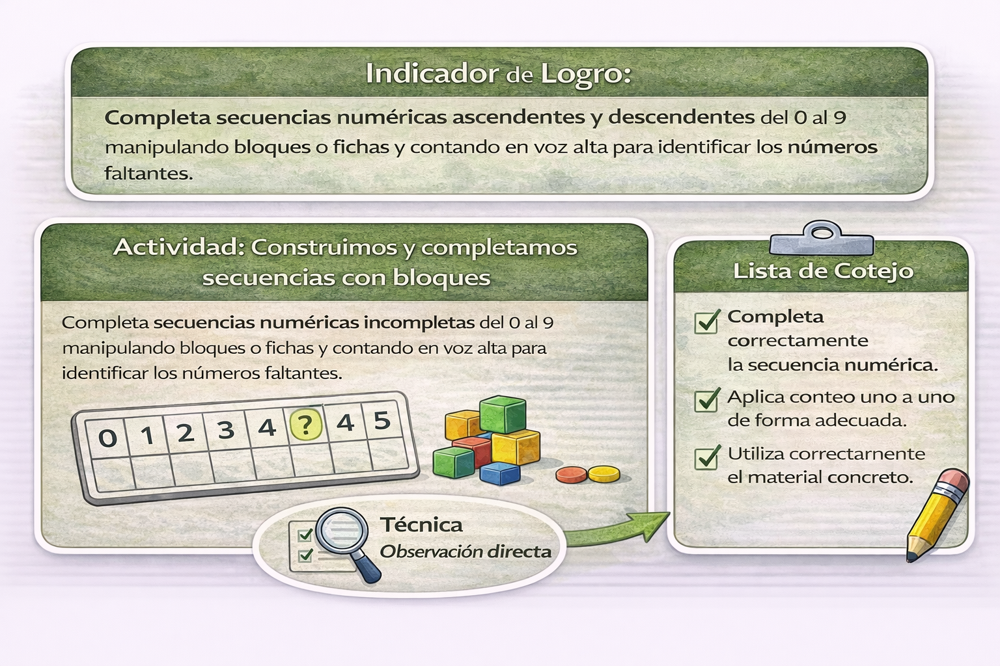 Indicador de Logro:
Completa secuencias numéricas ascendentes y descendentes del 0 al 9
manipulando bloques o fichas y contando en voz alta para identificar los números
faltantes.
Actividad: Construimos y completamos
secuencias con bloques
Completa secuencias numéricas incompletas del 0 al 9
manipulando bloques o fichas y contando en voz alta para
identificar los números faltantes.
0 1 2 3 4 ? 4 5
Técnica
Observación directa
Lista de Cotejo
Completa
correctamente
la secuencia numérica.
Aplica conteo uno a uno
de forma adecuada.
Utiliza correctarnente
el material concreto.